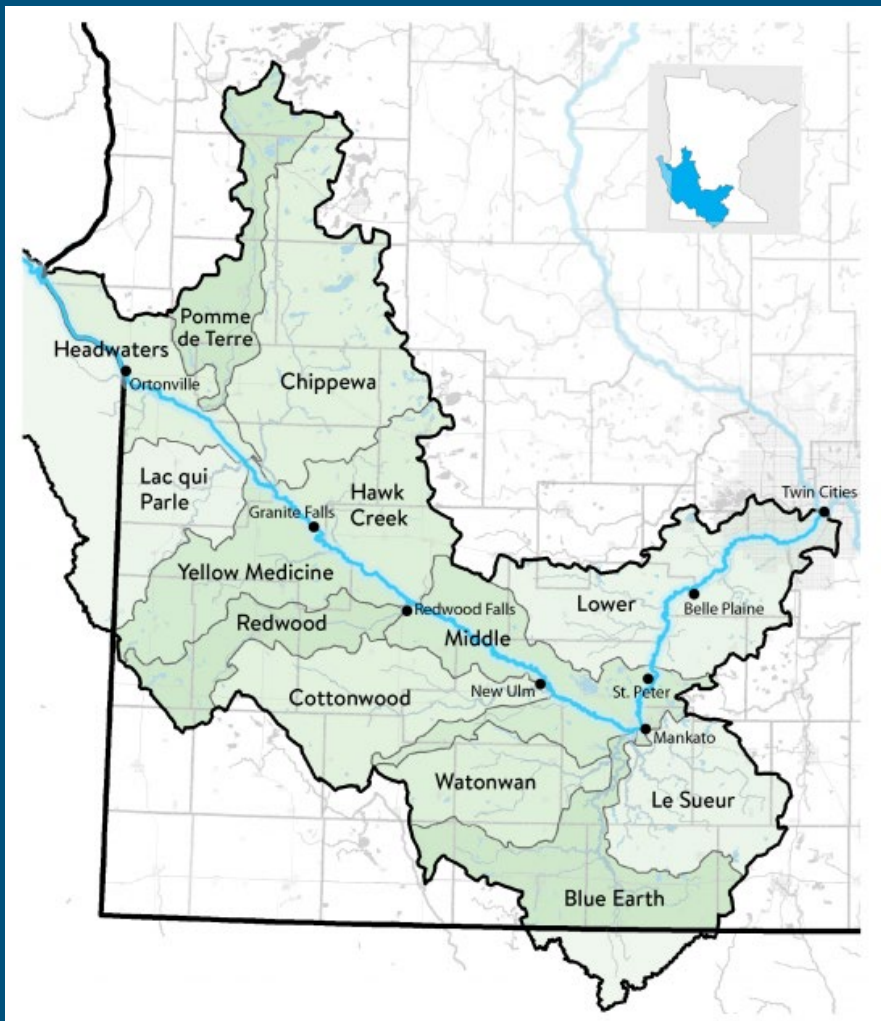 Pomme
de Terre
Headwaters
Ortonville
Chippewa
Lac qui
Parle
Hawk
Creek
Granite Falls
Twin Cities
Yellow Medicine
Lower
Belle Plaine
Redwood
Redwood Falls
Middle
Cottonwood
New Ulm
St. Peter
Mankato
Watonwan
Le Sueur
Blue Earth